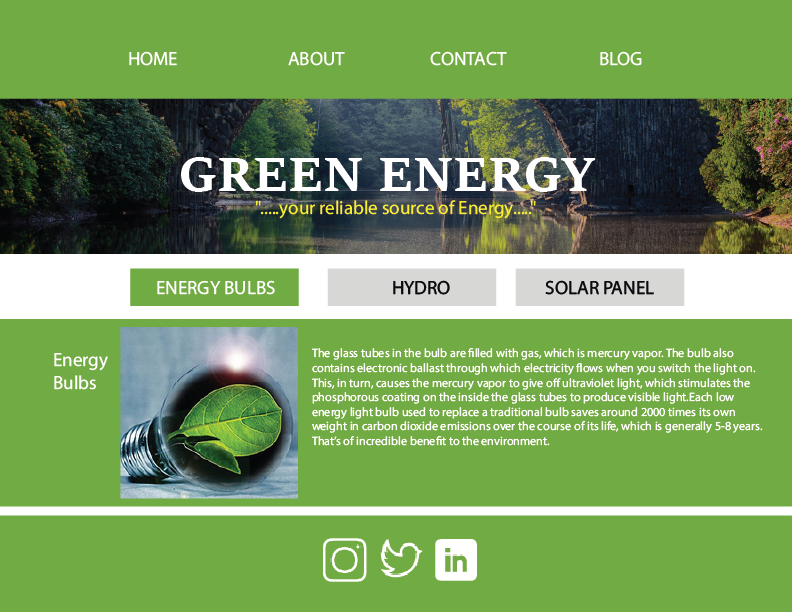 HOME ABOUT CONTACT BLOG
GREEN ENERGY
".....your reliable source of Energy....."
ENERGY BULBS HYDRO SOLAR PANEL
Energy
Bulbs
The glass tubes in the bulb are filled with gas, which is mercury vapor. The bulb also
contains electronic ballast through which electricity flows when you switch the light on.
This, in turn, causes the mercury vapor to give off ultraviolet light, which stimulates the
phosphorous coating on the inside the glass tubes to produce visible light.Each low
energy light bulb used to replace a traditional bulb saves around 2000 times its own
weight in carbon dioxide emissions over the course of its life, which is generally 5-8 years.
That's of incredible benefit to the environment.
in